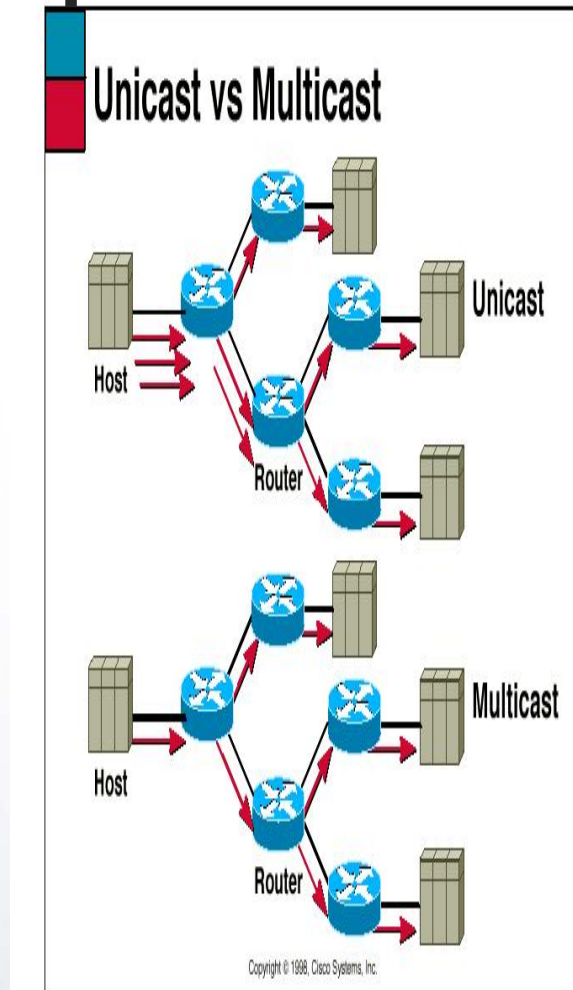 Unicast vs Multicast
Unicast
Host
Router
Multicast
Host
Router
Copyright © 1998, Cisco Systems, Inc.